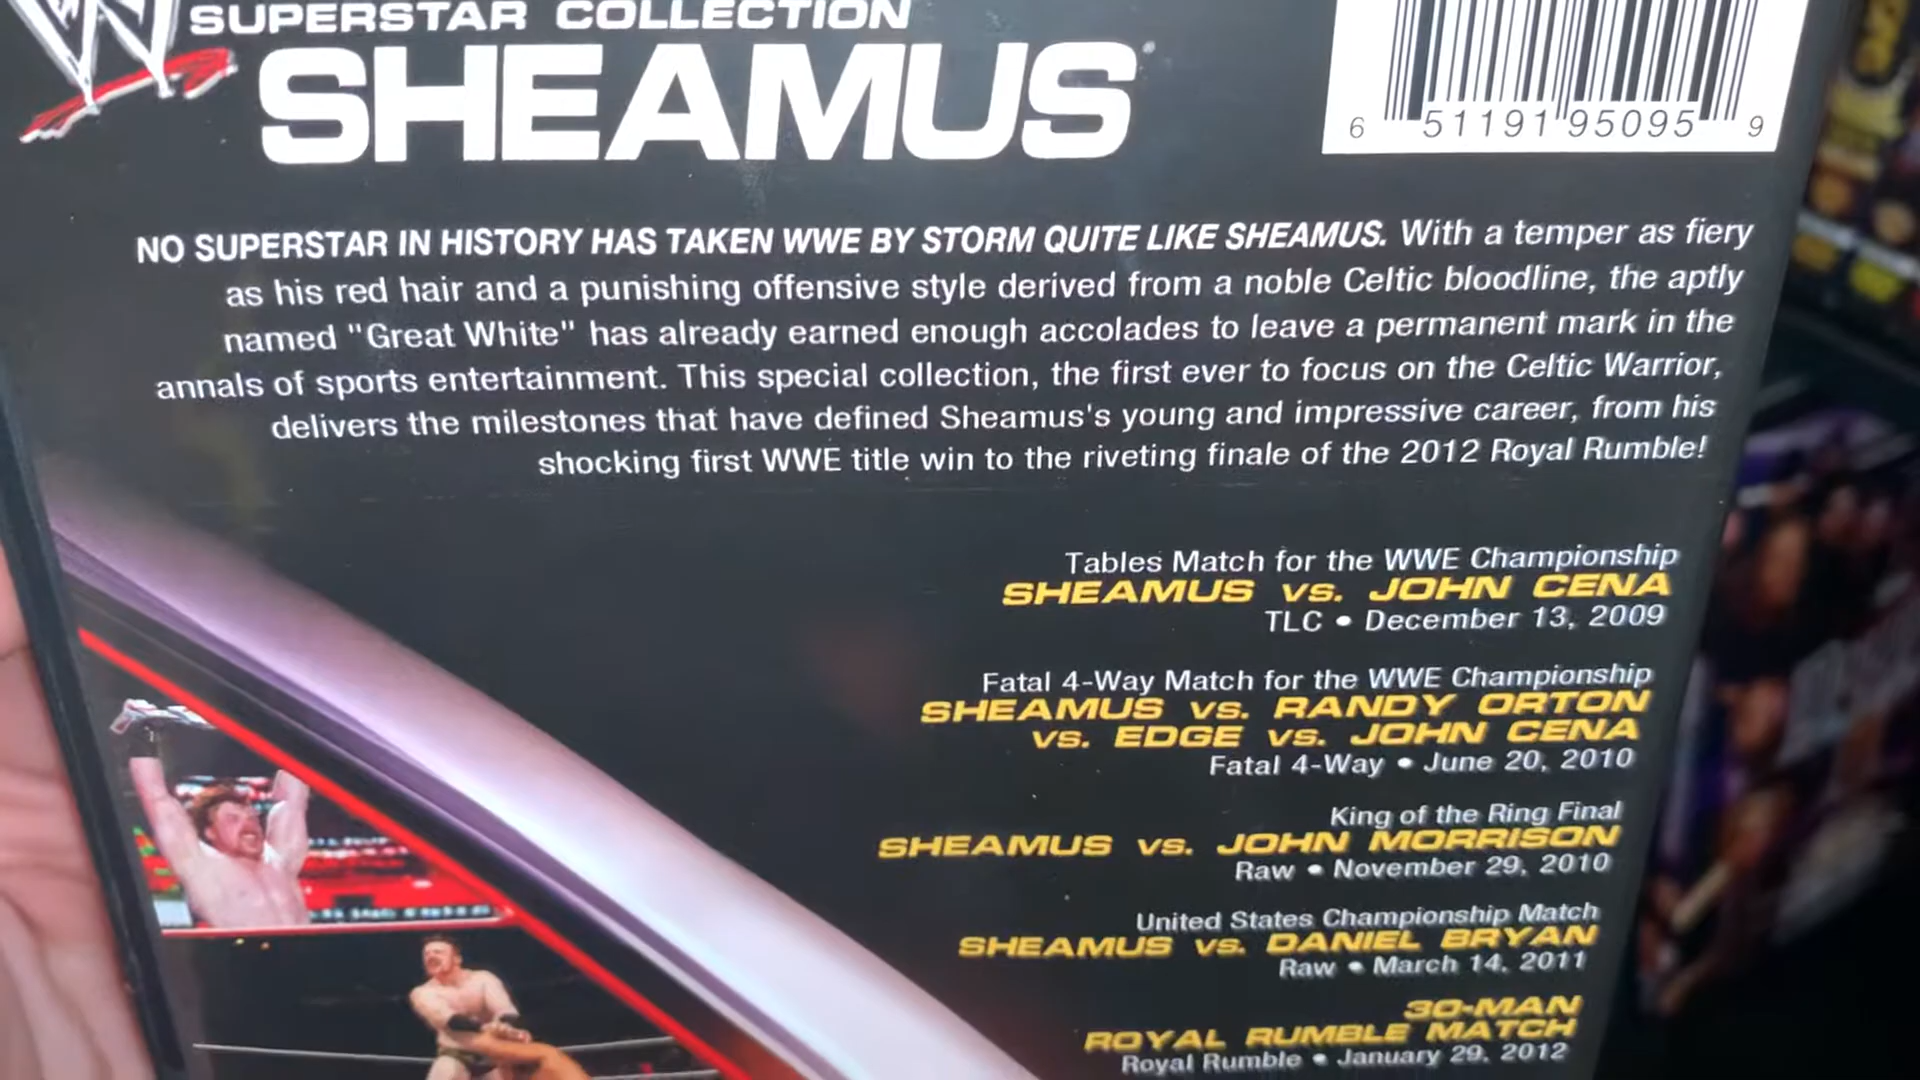 SUPERSTAR COLLECTION
SHEAMUS
6 51191 95095 9
NO SUPERSTAR IN HISTORY HAS TAKEN WWE BY STORM QUITE LIKE SHEAMUS. With a temper as fiery
as his red hair and a punishing offensive style derived from a noble Celtic bloodline, the aptly
named "Great White" has already earned enough accolades to leave a permanent mark in the
annals of sports entertainment. This special collection, the first ever to focus on the Celtic Warrior,
delivers the milestones that have defined Sheamus's young and impressive career, from his
shocking first WWE title win to the riveting finale of the 2012 Royal Rumble!
Tables Match for the WWE Championship
SHEAMUS vs. JOHN CENA
TLC • December 13, 2009
Fatal 4-Way Match for the WWE Championship
SHEAMUS vs. RANDY ORTON
vs. EDGE vs. JOHN CENA
Fatal 4-Way • June 20, 2010
King of the Ring Final
SHEAMUS vs. JOHN MORRISON
Raw • November 29, 2010
United States Championship Match
SHEAMUS vs. DANIEL BRYAN
Raw • March 14, 2011
30-MAN
ROYAL RUMBLE MATCH
Royal Rumble • January 29, 2012